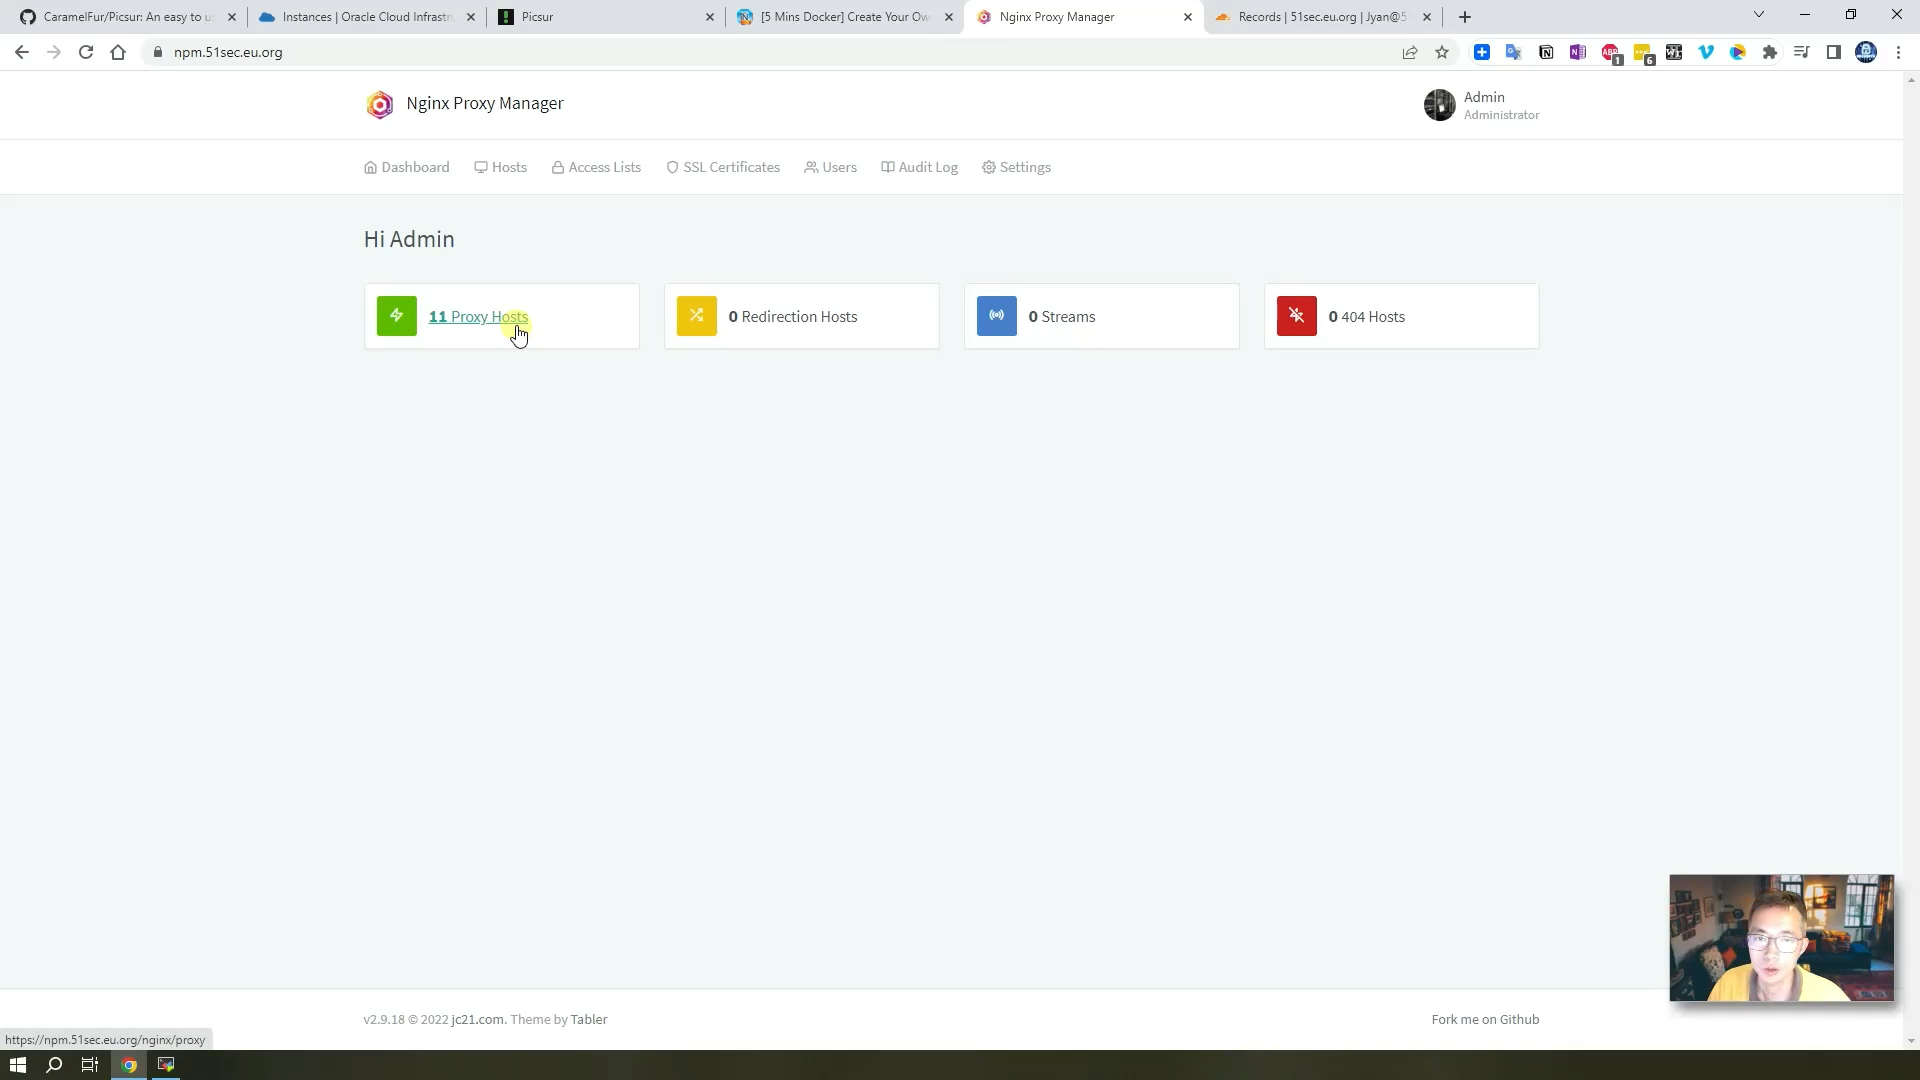 CaramelFur/Picsur: An easy to u
Instances | Oracle Cloud Infrastr
Picsur
[5 Mins Docker] Create Your Ow
Nginx Proxy Manager
Records | 51sec.eu.org | Jyan@5
npm.51sec.eu.org
ABP
1
6
Nginx Proxy Manager
Admin
Administrator
Dashboard
Hosts
Access Lists
SSL Certificates
Users
Audit Log
Settings
Hi Admin
11 Proxy Hosts
0 Redirection Hosts
0 Streams
0 404 Hosts
v2.9.18 © 2022 jc21.com. Theme by Tabler
Fork me on Github
https://npm.51sec.eu.org/nginx/proxy